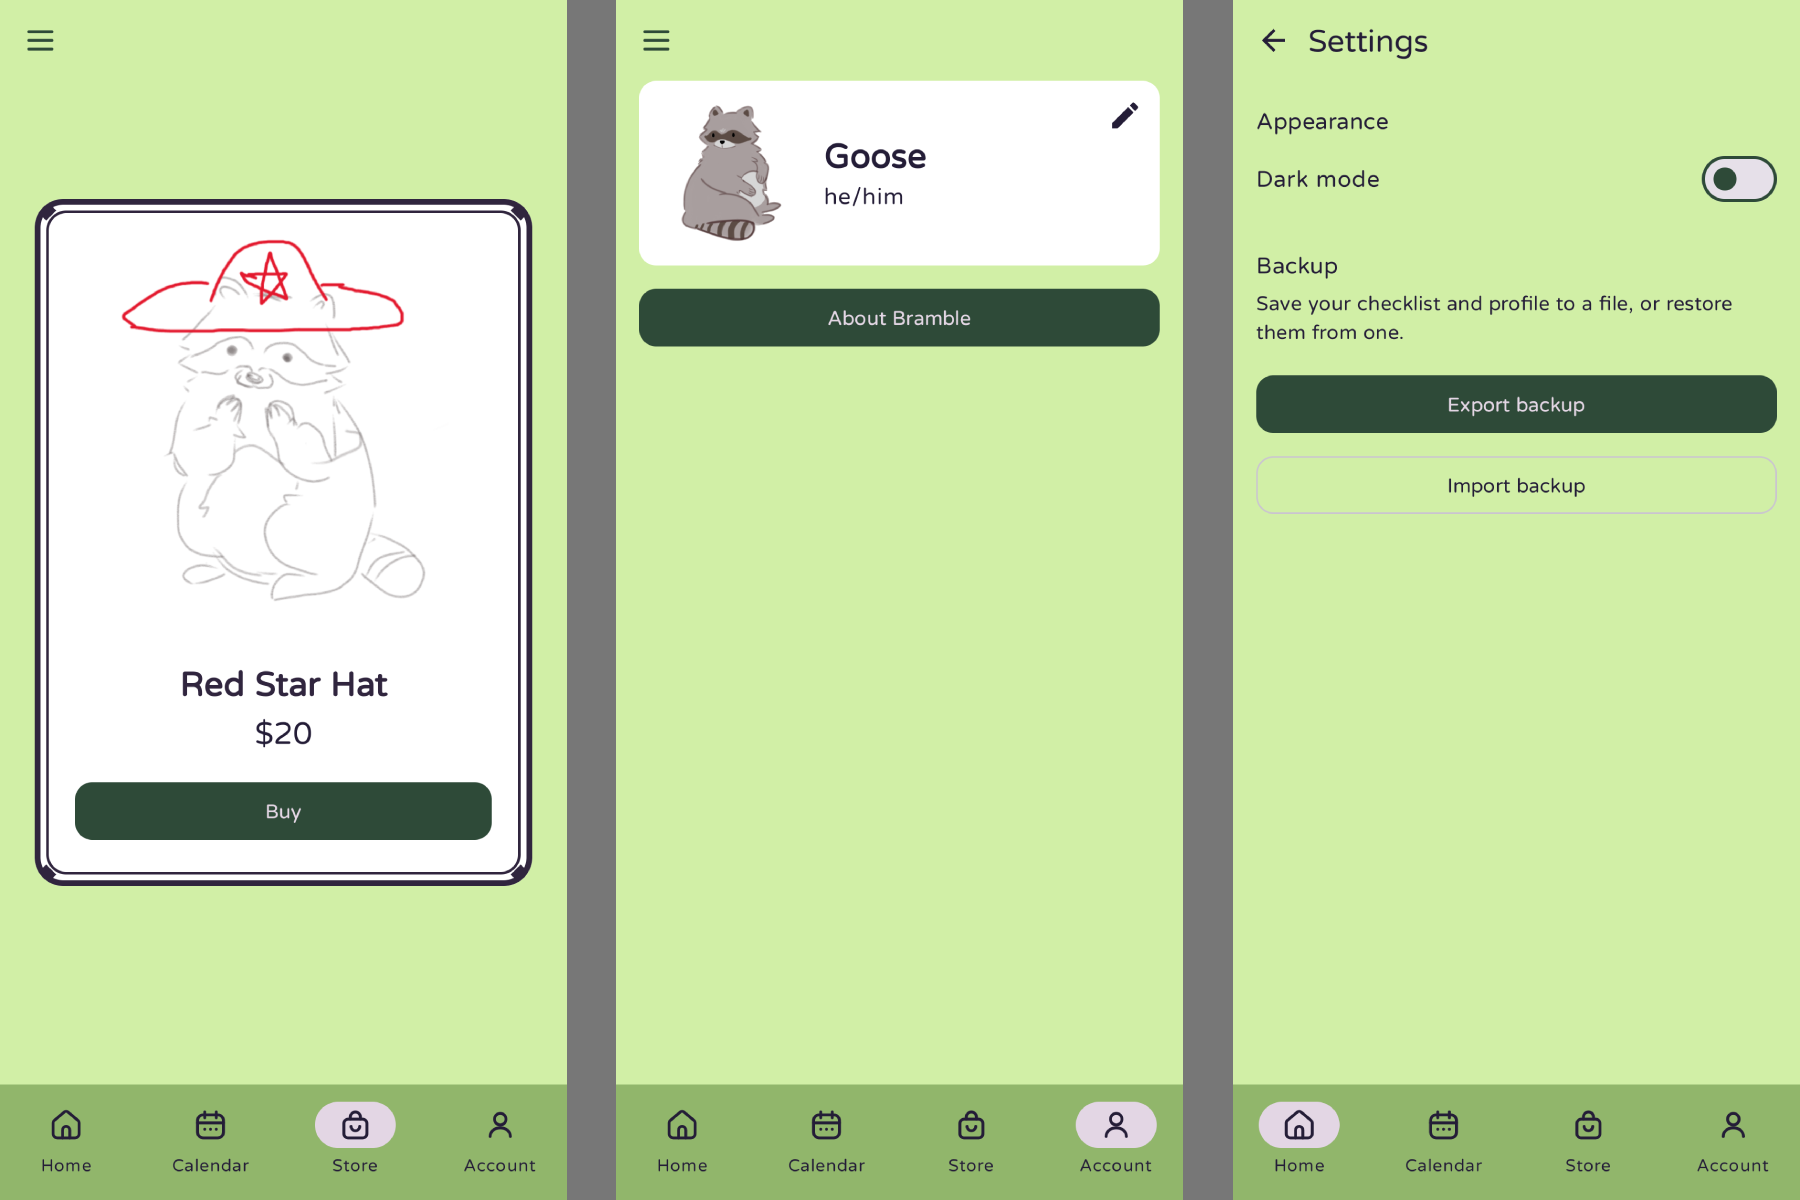 Red Star Hat
$20
Buy
Home
Calendar
Store
Account
Goose
he/him
About Bramble
Home
Calendar
Store
Account
Settings
Appearance
Dark mode
Backup
Save your checklist and profile to a file, or restore
them from one.
Export backup
Import backup
Home
Calendar
Store
Account